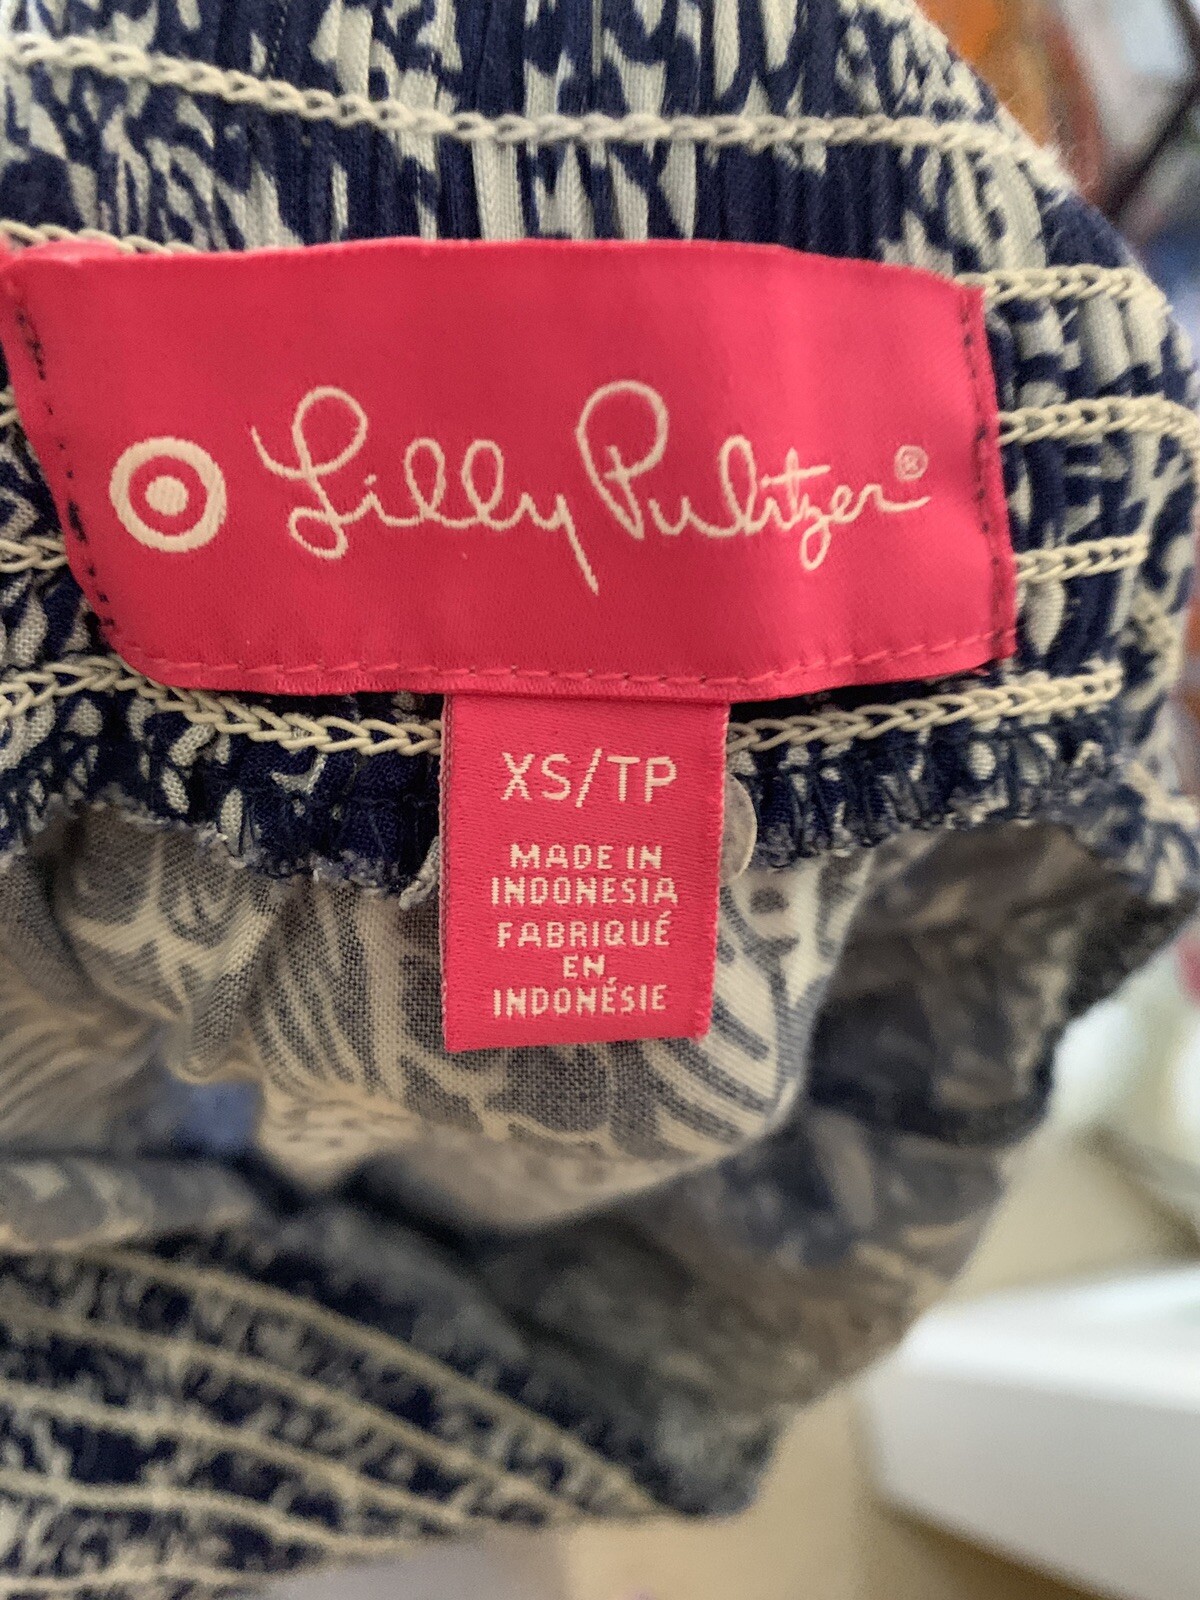 Lilly Pulitzer®
XS/TP
MADE IN
INDONESIA
FABRIQUÉ
EN
INDONÉSIE